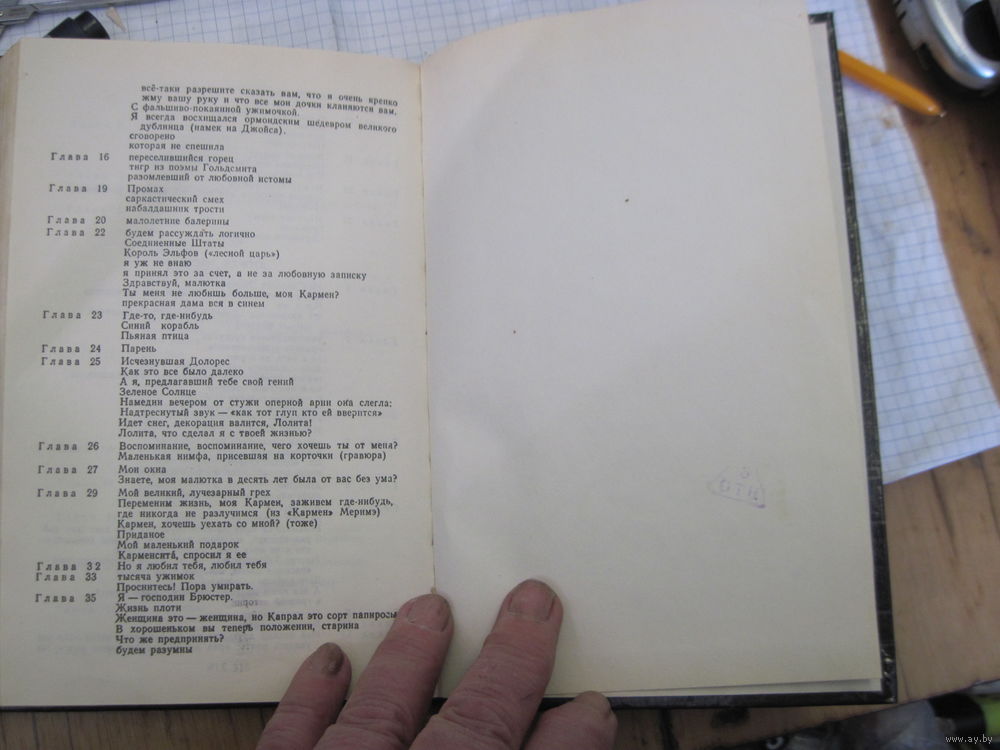 всё-таки разрешите сказать вам, что я очень крепко
жму вашу руку и что все мои дочки кланяются вам.
С фальшиво-покаянной ужимочкой.
Я всегда восхищался ормондским шедевром великого
дублинца (намек на Джойса).
сговорено
которая не спешила
Глава 16 переселившийся горец
тигр из поэмы Гольдсмита
разомлевший от любовной истомы
Глава 19 Промах
саркастический смех
набалдашник трости
Глава 20 малолетние балерины
Глава 22 будем рассуждать логично
Соединенные Штаты
Король Эльфов («лесной царь»)
я уж не знаю
я принял это за счет, а не за любовную записку
Здравствуй, малютка
Ты меня не любишь больше, моя Кармен?
прекрасная дама вся в синем
Глава 23 Где-то, где-нибудь
Синий корабль
Пьяная птица
Глава 24 Парень
Глава 25 Исчезнувшая Долорес
Как это все было далеко
А я, предлагавший тебе свой гений
Зеленое Солнце
Намедни вечером от стужи оперной арии она слегла:
Надтреснутый звук — «как тот глуп кто ей вверится»
Идет снег, декорация валится, Лолита!
Лолита, что сделал я с твоей жизнью?
Глава 26 Воспоминание, воспоминание, чего хочешь ты от меня?
Маленькая нимфа, присевшая на корточки (гравюра)
Глава 27 Мои окна
Знаете, моя малютка в десять лет была от вас без ума?
Глава 29 Мой великий, лучезарный грех
Переменим жизнь, моя Кармен, заживем где-нибудь,
где никогда не разлучимся (из «Кармен» Меримэ)
Кармен, хочешь уехать со мной? (тоже)
Приданое
Мой маленький подарок
Карменсита, спросил я ее
Глава 32 Но я любил тебя, любил тебя
Глава 33 тысяча ужимок
Проснитесь! Пора умирать.
Глава 35 Я — господин Брюстер.
Жизнь плоти
Женщина это — женщина, но Капрал это сорт папиросы
В хорошеньком вы теперь положении, старина
Что же предпринять?
будем разумны
www.ay.by